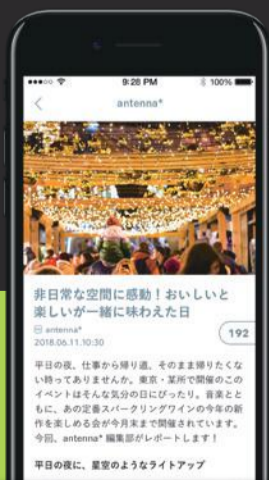 9:28 PM
100%
antenna*
非日常な空間に感動！おいしいと
楽しいが一緒に味わえた日
antenna*
2018.06.11.10:30
192
平日の夜、仕事から帰り道。そのまま帰りたくな
い時ってありませんか。東京・某所で開催のこの
イベントはそんな気分の日にぴったり。音楽とと
もに、あの定番スパークリングワインの今年の新
作を楽しめる会が今月末まで開催されています。
今回、antenna* 編集部がレポートします！
平日の夜に、星空のようなライトアップ